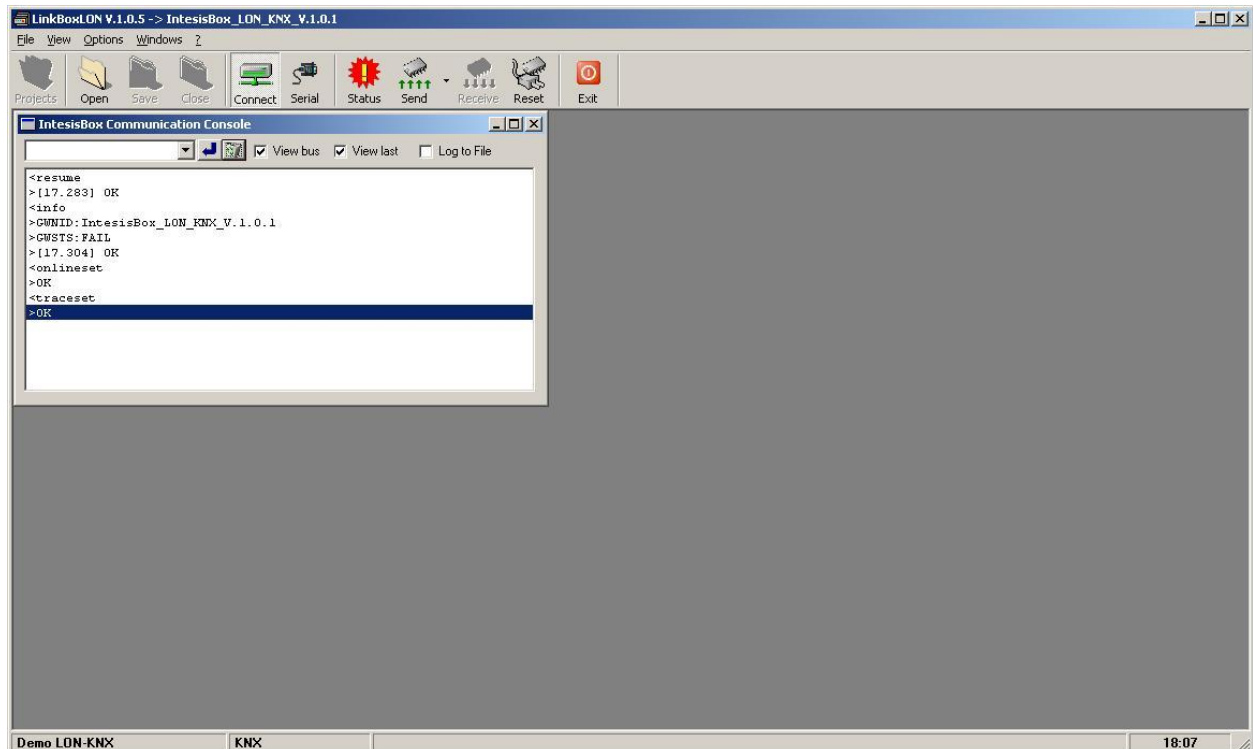 LinkBoxLON V.1.0.5 -> IntesisBox_LON_KNX_V.1.0.1
File View Options Windows ?
Projects Open Save Close Connect Serial Status Send Receive Reset Exit
IntesisBox Communication Console
View bus View last Log to File
<resume
>[17.283] OK
<info
>GWNID:IntesisBox_LON_KNX_V.1.0.1
>GWSTS:FAIL
>[17.304] OK
<onlineset
>OK
<traceset
>OK
Demo LON-KNX KNX 18:07